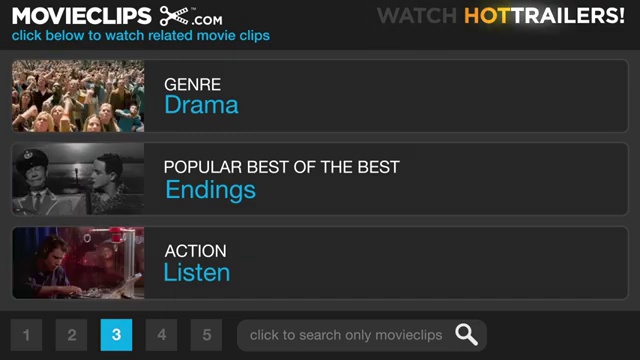 MOVIECLIPS .COM
WATCH HOTTRAILERS!
click below to watch related movie clips
GENRE
Drama
POPULAR BEST OF THE BEST
Endings
ACTION
Listen
1 2 3 4 5
click to search only movieclips